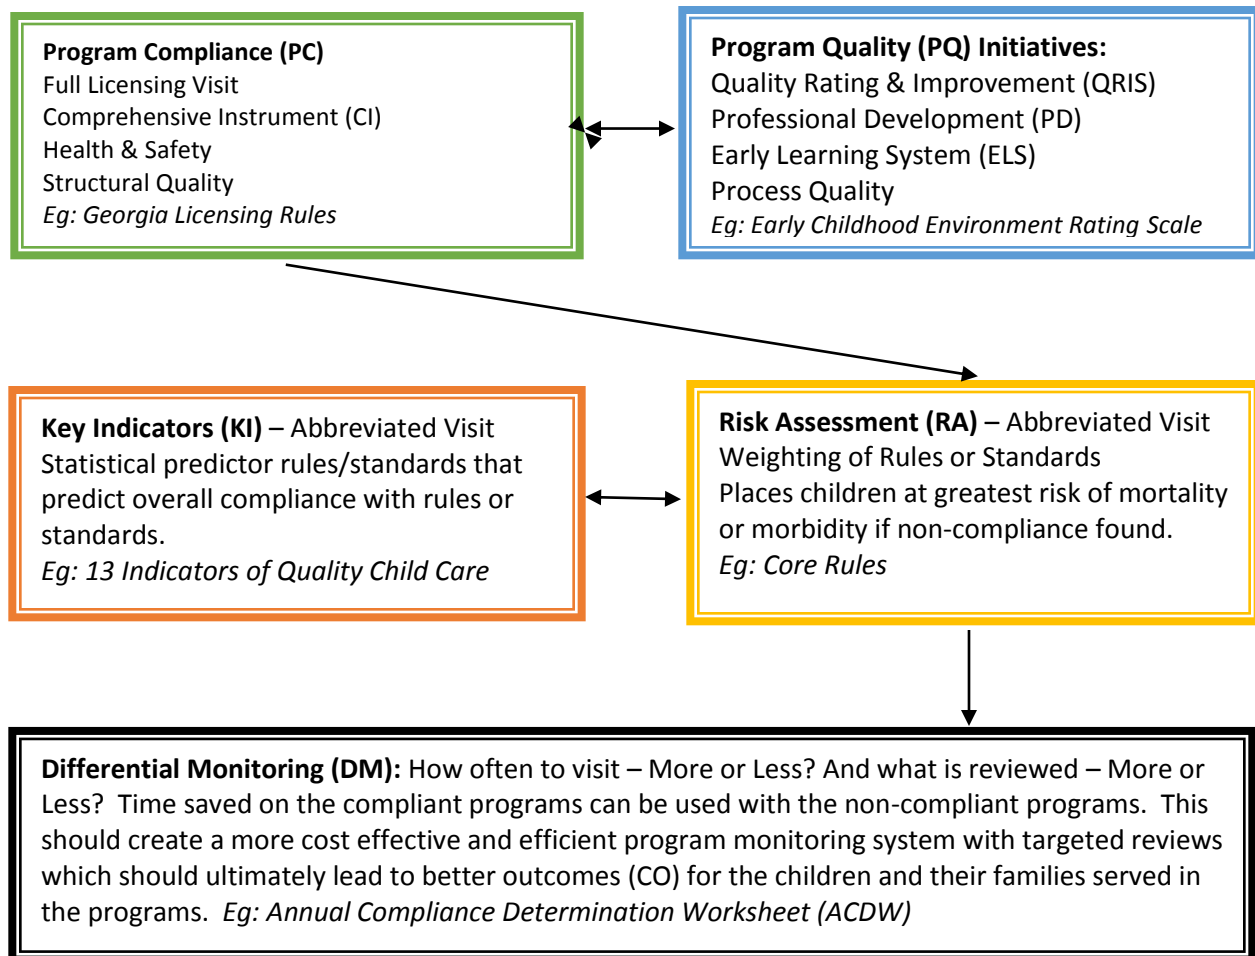 Program Compliance (PC)
Full Licensing Visit
Comprehensive Instrument (CI)
Health & Safety
Structural Quality
Eg: Georgia Licensing Rules
Program Quality (PQ) Initiatives:
Quality Rating & Improvement (QRIS)
Professional Development (PD)
Early Learning System (ELS)
Process Quality
Eg: Early Childhood Environment Rating Scale
Key Indicators (KI) – Abbreviated Visit
Statistical predictor rules/standards that
predict overall compliance with rules or
standards.
Eg: 13 Indicators of Quality Child Care
Risk Assessment (RA) – Abbreviated Visit
Weighting of Rules or Standards
Places children at greatest risk of mortality
or morbidity if non-compliance found.
Eg: Core Rules
Differential Monitoring (DM): How often to visit – More or Less? And what is reviewed – More or
Less? Time saved on the compliant programs can be used with the non-compliant programs. This
should create a more cost effective and efficient program monitoring system with targeted reviews
which should ultimately lead to better outcomes (CO) for the children and their families served in
the programs. Eg: Annual Compliance Determination Worksheet (ACDW)